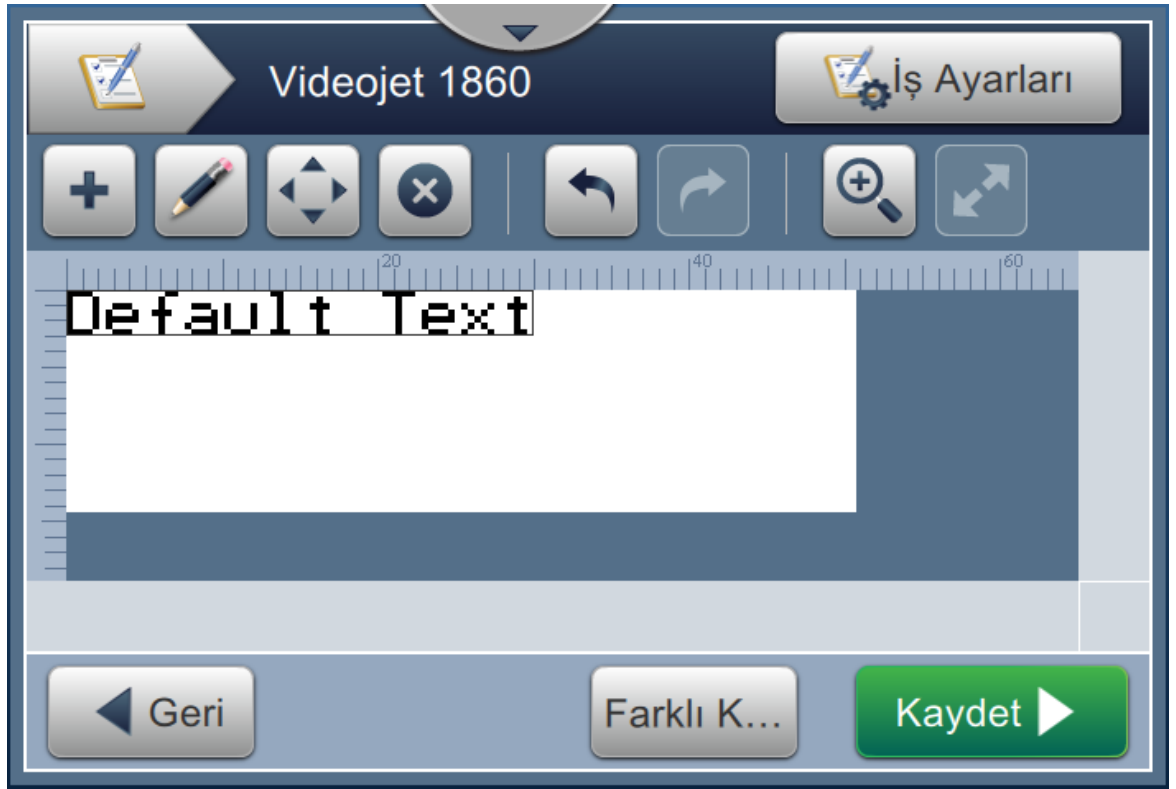 Videojet 1860
İş Ayarları
20 40 60
Default Text
Geri
Farklı K...
Kaydet